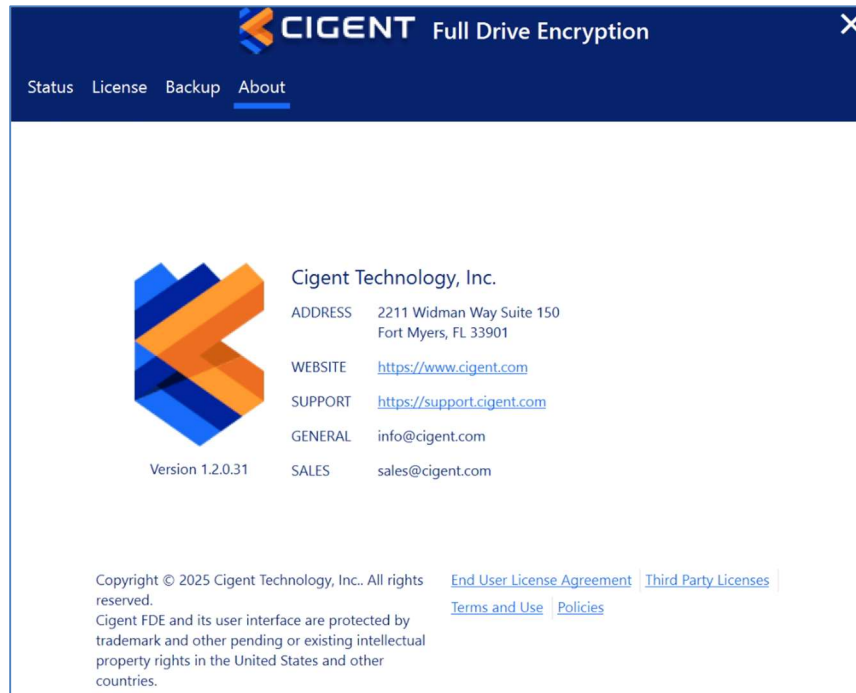 CIGENT Full Drive Encryption
Status License Backup About
Cigent Technology, Inc.
ADDRESS 2211 Widman Way Suite 150
Fort Myers, FL 33901
WEBSITE https://www.cigent.com
SUPPORT https://support.cigent.com
GENERAL info@cigent.com
Version 1.2.0.31
SALES sales@cigent.com
Copyright © 2025 Cigent Technology, Inc.. All rights
reserved.
Cigent FDE and its user interface are protected by
trademark and other pending or existing intellectual
property rights in the United States and other
countries.
End User License Agreement Third Party Licenses
Terms and Use Policies